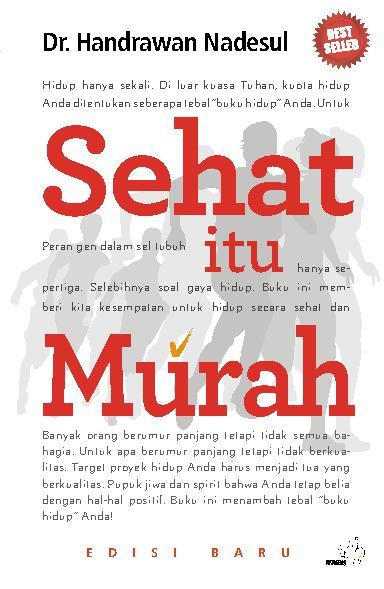 Dr. Handrawan Nadesul
BEST
SELLER
Hidup hanya sekali. Di luar kuasa Tuhan, kuota hidup
Anda ditentukan seberapa tebal "buku hidup" Anda. Untuk
Sehat
Peran gen dalam sel tubuh
itu
hanya se-
pertiga. Selebihnya soal gaya hidup. Buku ini mem-
beri kita kesempatan untuk hidup secara sehat dan
Murah
Banyak orang berumur panjang tetapi tidak semua ba-
hagia. Untuk apa berumur panjang tetapi tidak berkua-
litas. Target proyek hidup Anda harus menjadi tua yang
berkualitas. Pupuk jiwa dan spirit bahwa Anda tetap belia
dengan hal-hal positif. Buku ini menambah tebal "buku
hidup" Anda!
EDISI BARU